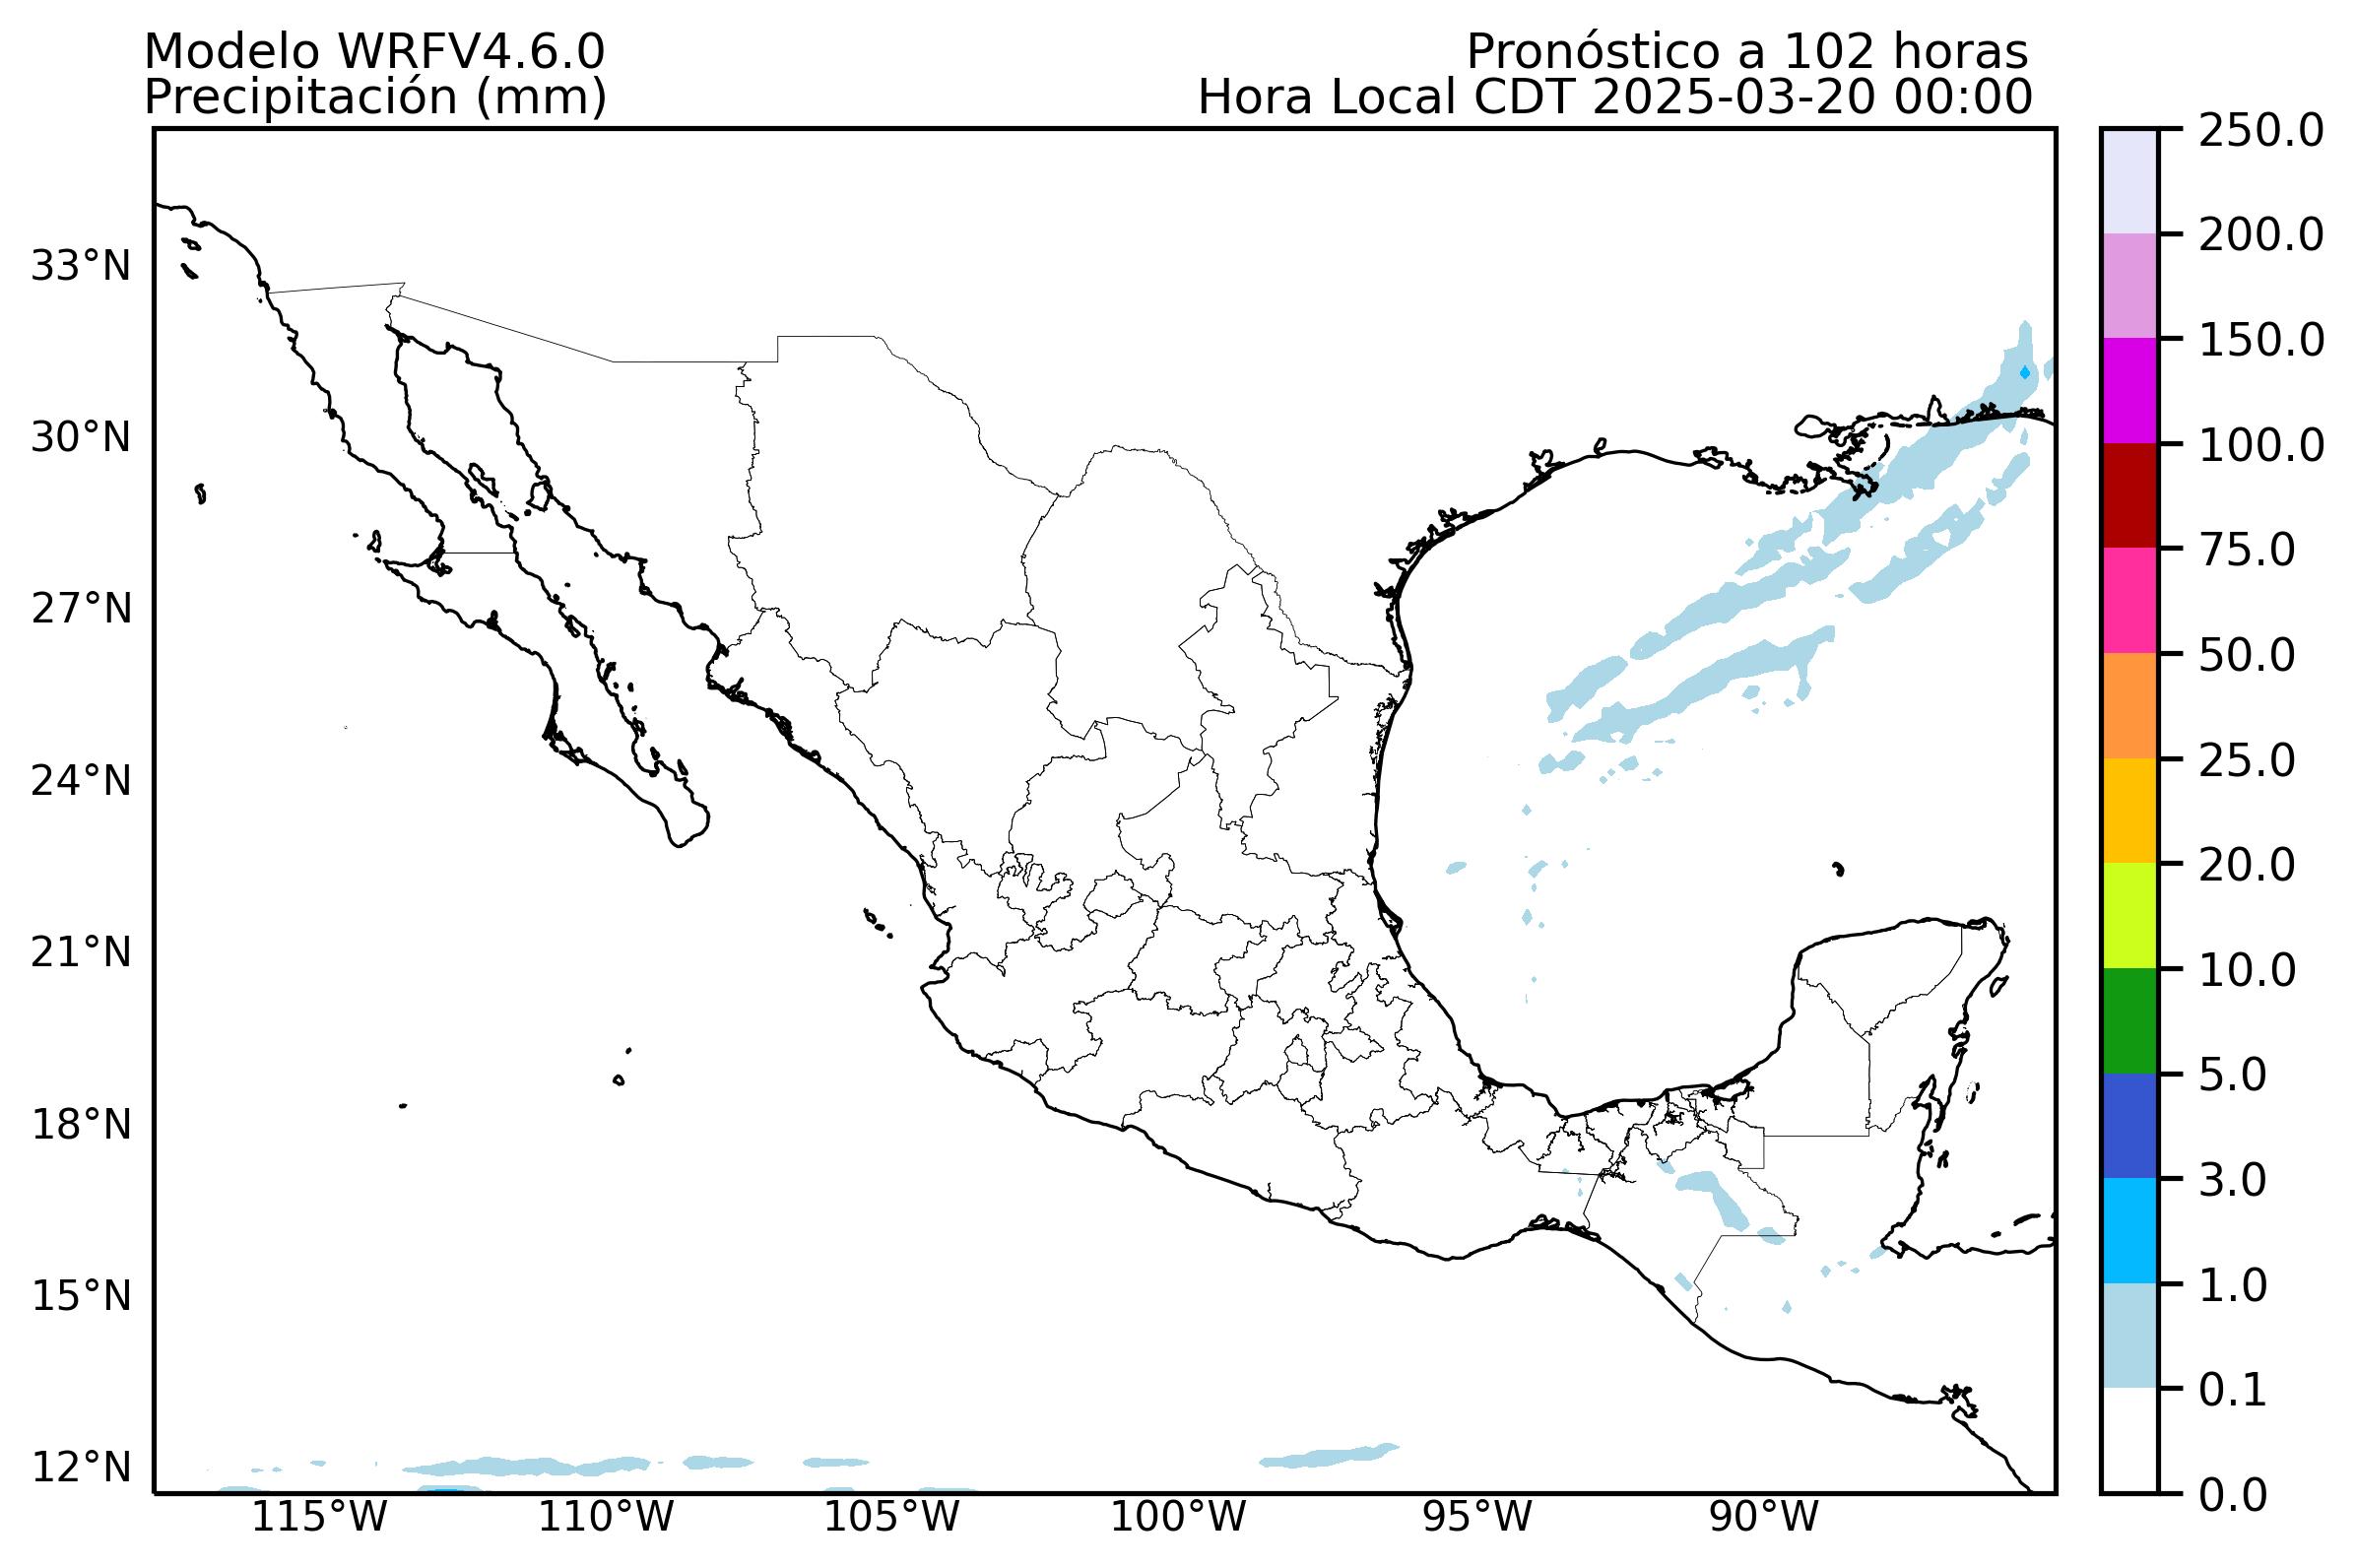 Modelo WRFV4.6.0
Precipitación (mm)
Pronóstico a 102 horas
Hora Local CDT 2025-03-20 00:00
33°N
30°N
27°N
24°N
21°N
18°N
15°N
12°N
115°W
110°W
105°W
100°W
95°W
90°W
250.0
200.0
150.0
100.0
75.0
50.0
25.0
20.0
10.0
5.0
3.0
1.0
0.1
0.0